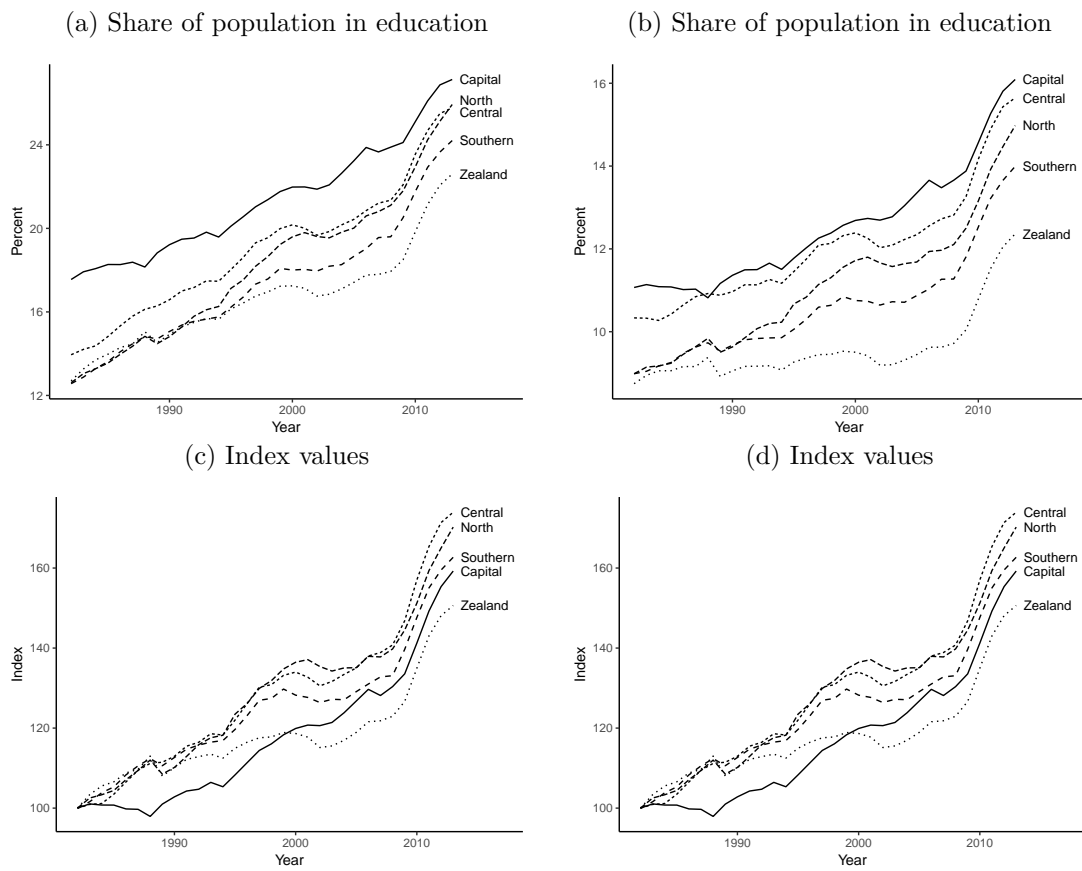 (a) Share of population in education
Percent
24
20
16
12
Capital
North
Central
Southern
Zealand
1990
2000
2010
Year
(b) Share of population in education
Percent
16
14
12
10
Capital
Central
North
Southern
Zealand
1990
2000
2010
Year
(c) Index values
Index
160
140
120
100
Central
North
Southern
Capital
Zealand
1990
2000
2010
Year
(d) Index values
Index
160
140
120
100
Central
North
Southern
Capital
Zealand
1990
2000
2010
Year